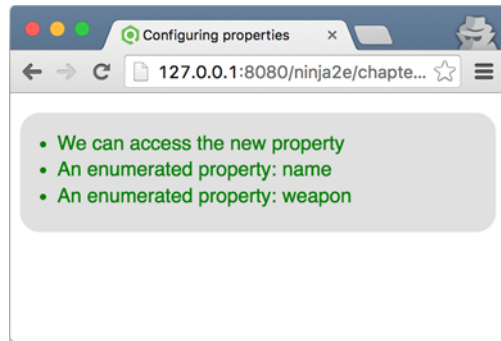 Configuring properties
127.0.0.1:8080/ninja2e/chapte...
We can access the new property
An enumerated property: name
An enumerated property: weapon